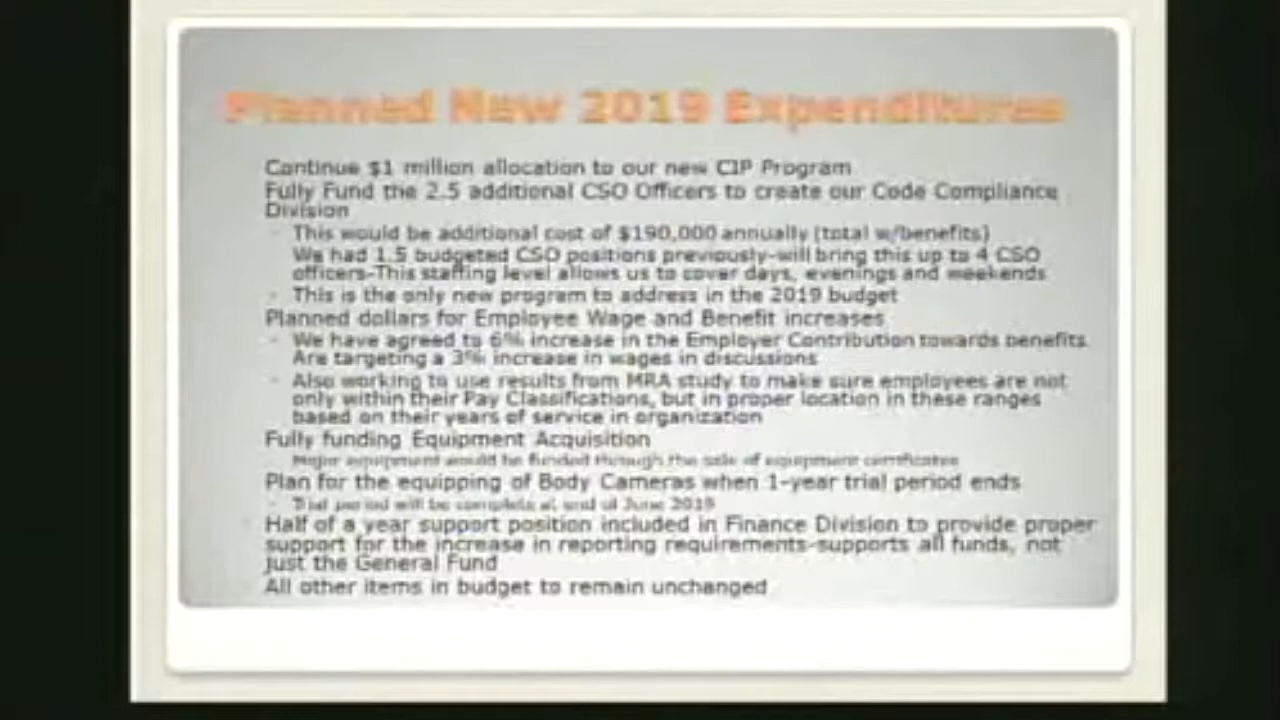 Planned New 2019 Expenditures
Continue $1 million allocation to our new CIP Program
Fully Fund the 2.5 additional CSO Officers to create our Code Compliance
Division
This would be additional cost of $190,000 annually (total w/benefits)
We had 1.5 budgeted CSO positions previously-will bring this up to 4 CSO
officers-This staffing level allows us to cover days, evenings and weekends
This is the only new program to address in the 2019 budget
Planned dollars for Employee Wage and Benefit increases
We have agreed to 6% increase in the Employer Contribution towards benefits.
Are targeting a 3% increase in wages in discussions
Also working to use results from MRA study to make sure employees are not
only within their Pay Classifications, but in proper location in these ranges
based on their years of service in organization
Fully funding Equipment Acquisition
Major equipment would be funded through the sale of equipment certificates
Plan for the equipping of Body Cameras when 1-year trial period ends
Trial period will be complete at end of June 2019
Half of a year support position included in Finance Division to provide proper
support for the increase in reporting requirements-supports all funds, not
just the General Fund
All other items in budget to remain unchanged